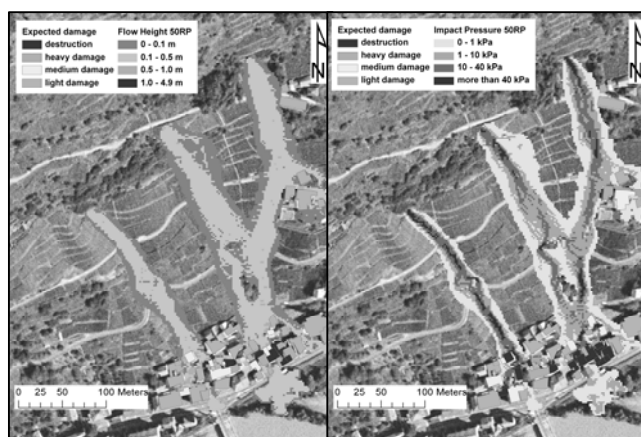 Expected damage Flow Height 50RP
destruction 0 - 0.1 m
heavy damage 0.1 - 0.5 m
medium damage 0.5 - 1.0 m
light damage 1.0 - 4.9 m
N
0 25 50 100 Meters
Expected damage Impact Pressure 50RP
destruction 0 - 1 kPa
heavy damage 1 - 10 kPa
medium damage 10 - 40 kPa
light damage more than 40 kPa
N
0 25 50 100 Meters